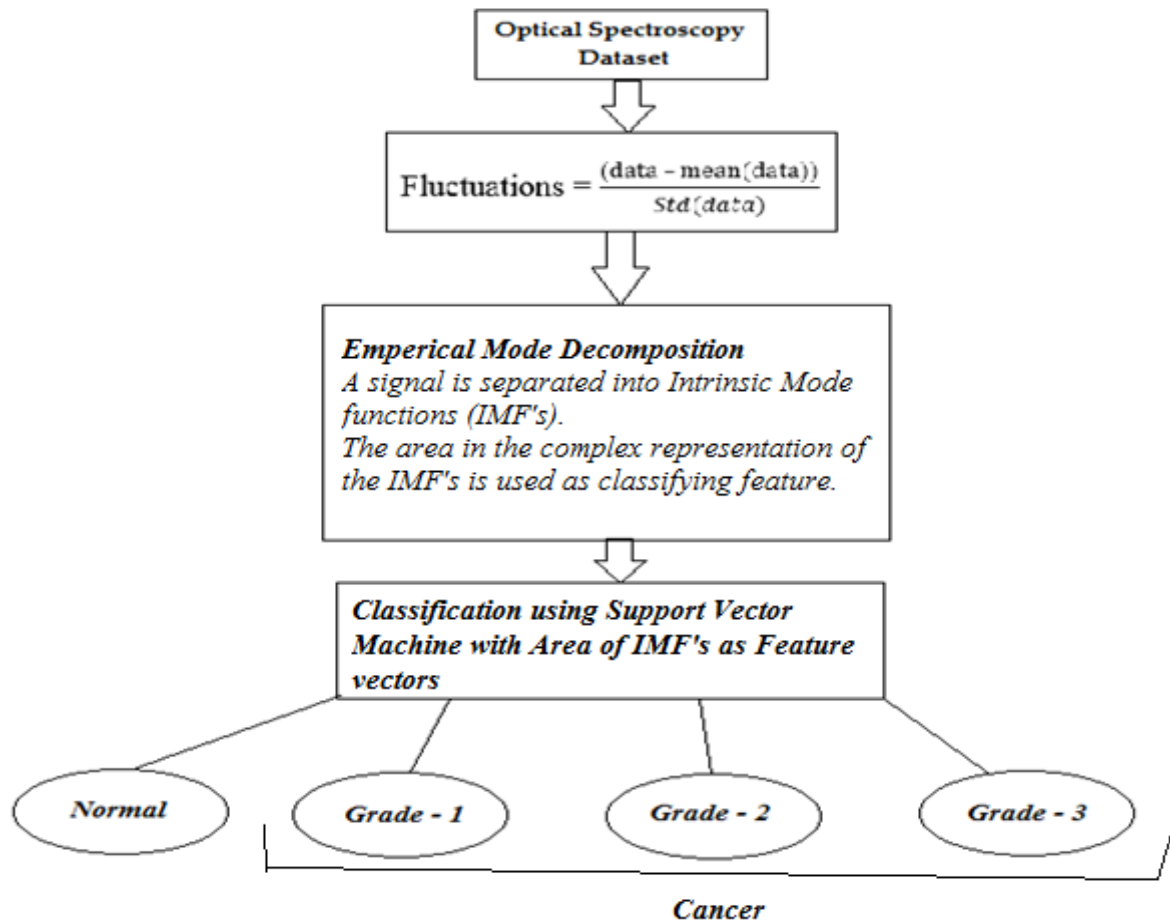 Optical Spectroscopy
Dataset
Fluctuations = (data - mean(data)) / Std(data)
Emperical Mode Decomposition
A signal is separated into Intrinsic Mode
functions (IMF's).
The area in the complex representation of
the IMF's is used as classifying feature.
Classification using Support Vector
Machine with Area of IMF's as Feature
vectors
Normal
Grade - 1
Grade - 2
Grade - 3
Cancer